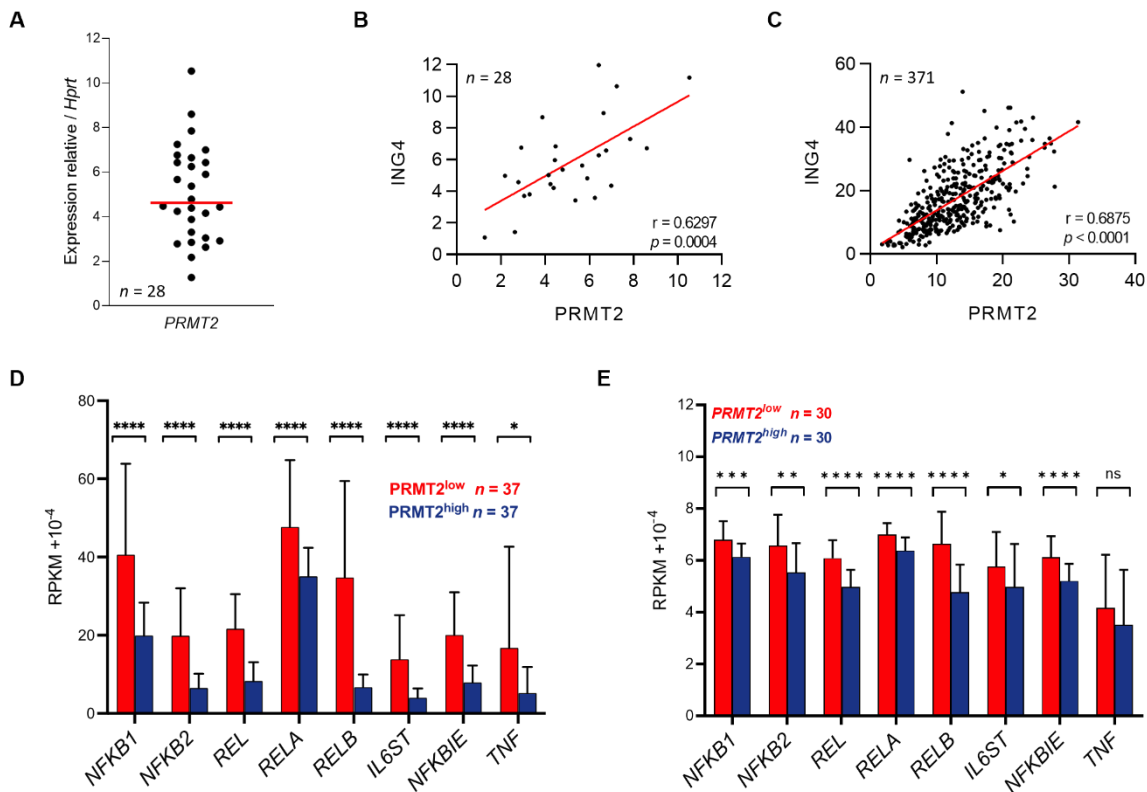 A
Expression relative / Hprt
12
10
8
6
4
2
0
n = 28
PRMT2
B
ING4
12
10
8
6
4
2
0
n = 28
r = 0.6297
p = 0.0004
0 2 4 6 8 10 12
PRMT2
C
ING4
60
40
20
0
n = 371
r = 0.6875
p < 0.0001
0 10 20 30 40
PRMT2
D
RPKM +10⁻⁴
80
60
40
20
0
**** **** **** **** **** **** **** *
PRMT2ˡᵒʷ n = 37
PRMT2ʰⁱᵍʰ n = 37
NFKB1 NFKB2 REL RELA RELB IL6ST NFKBIE TNF
E
RPKM +10⁻⁴
12
10
8
6
4
2
0
PRMT2ˡᵒʷ n = 30
PRMT2ʰⁱᵍʰ n = 30
*** ** **** **** **** * **** ns
NFKB1 NFKB2 REL RELA RELB IL6ST NFKBIE TNF